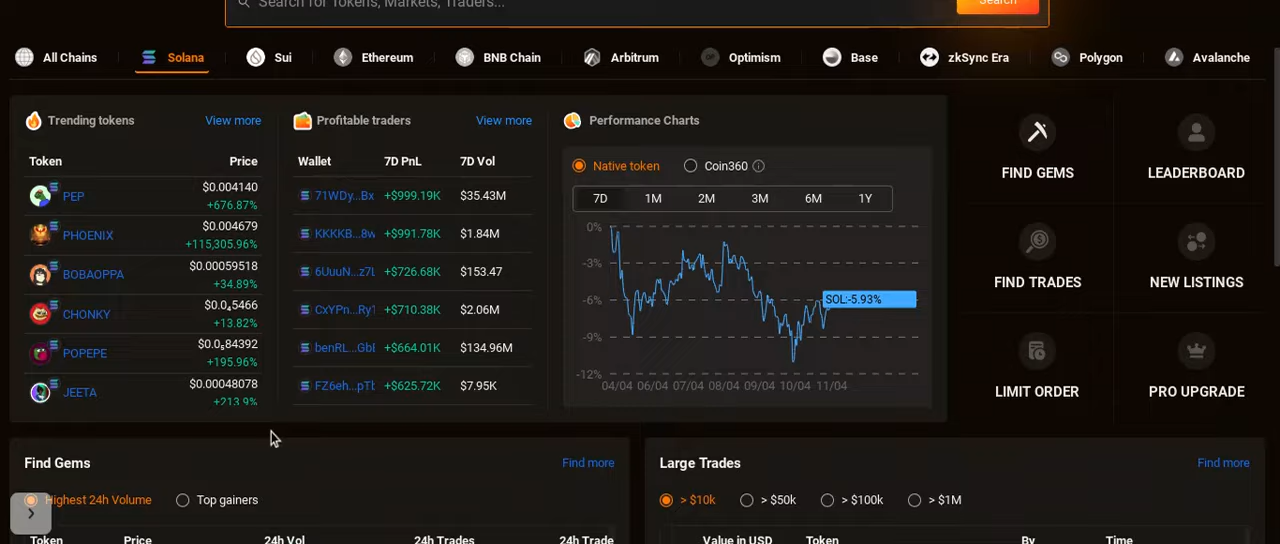 Search for Tokens, Markets, Traders...
Search
All Chains
Solana
Sui
Ethereum
BNB Chain
Arbitrum
OP
Optimism
Base
zkSync Era
Polygon
Avalanche
Trending tokens
View more
Token Price
PEP $0.004140
+676.87%
PHOENIX $0.004679
+115,305.96%
BOBAOPPA $0.00059518
+34.89%
CHONKY $0.0₄5466
+13.82%
POPEPE $0.0₈84392
+195.96%
JEETA $0.00048078
+213.9%
Profitable traders
View more
Wallet 7D PnL 7D Vol
71WDy...Bx +$999.19K $35.43M
KKKKB...8w +$991.78K $1.84M
6UuuN...z7l +$726.68K $153.47
CxYPn...Ry1 +$710.38K $2.06M
benRL...Gbl +$664.01K $134.96M
FZ6eh...pTl +$625.72K $7.95K
Performance Charts
Native token
Coin360
7D 1M 2M 3M 6M 1Y
0%
-3%
-6%
-9%
-12%
SOL:-5.93%
04/04 06/04 07/04 08/04 09/04 10/04 11/04
FIND GEMS
LEADERBOARD
FIND TRADES
NEW LISTINGS
LIMIT ORDER
PRO UPGRADE
Find Gems
Find more
Highest 24h Volume
Top gainers
Token Price 24h Vol 24h Trades 24h Trade
Large Trades
Find more
> $10k
> $50k
> $100k
> $1M
Value in USD Token By Time